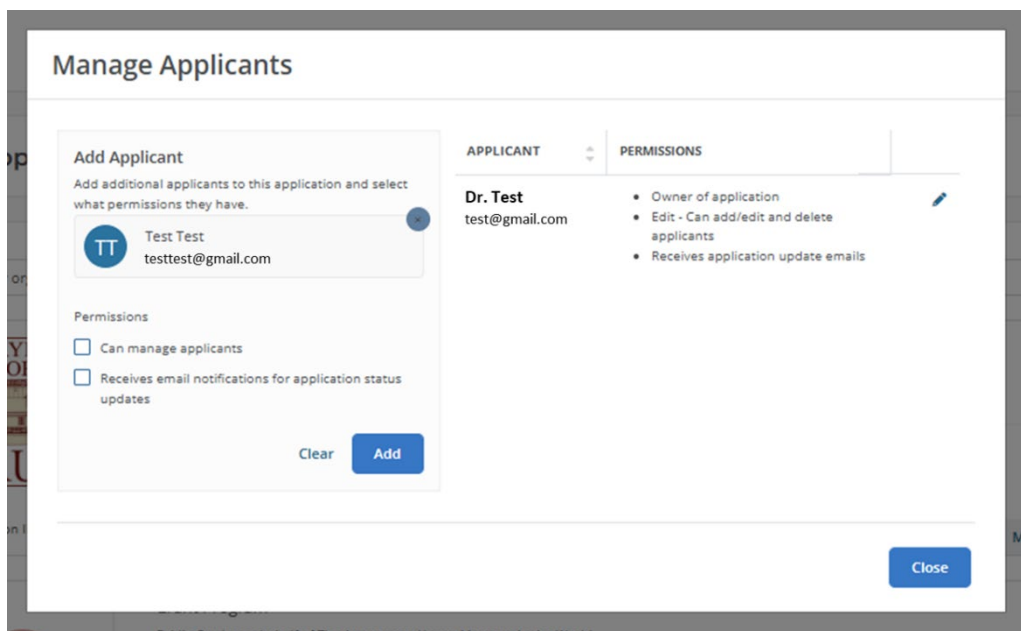 Manage Applicants
Add Applicant
Add additional applicants to this application and select
what permissions they have.
TT
Test Test
testtest@gmail.com
Permissions
Can manage applicants
Receives email notifications for application status
updates
Clear
Add
APPLICANT
PERMISSIONS
Dr. Test
test@gmail.com
• Owner of application
• Edit - Can add/edit and delete
applicants
• Receives application update emails
Close